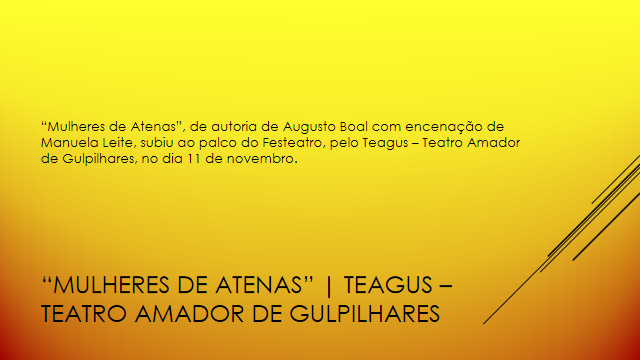 “Mulheres de Atenas”, de autoria de Augusto Boal com encenação de
Manuela Leite, subiu ao palco do Festeatro, pelo Teagus – Teatro Amador
de Gulpilhares, no dia 11 de novembro.
“MULHERES DE ATENAS” | TEAGUS –
TEATRO AMADOR DE GULPILHARES